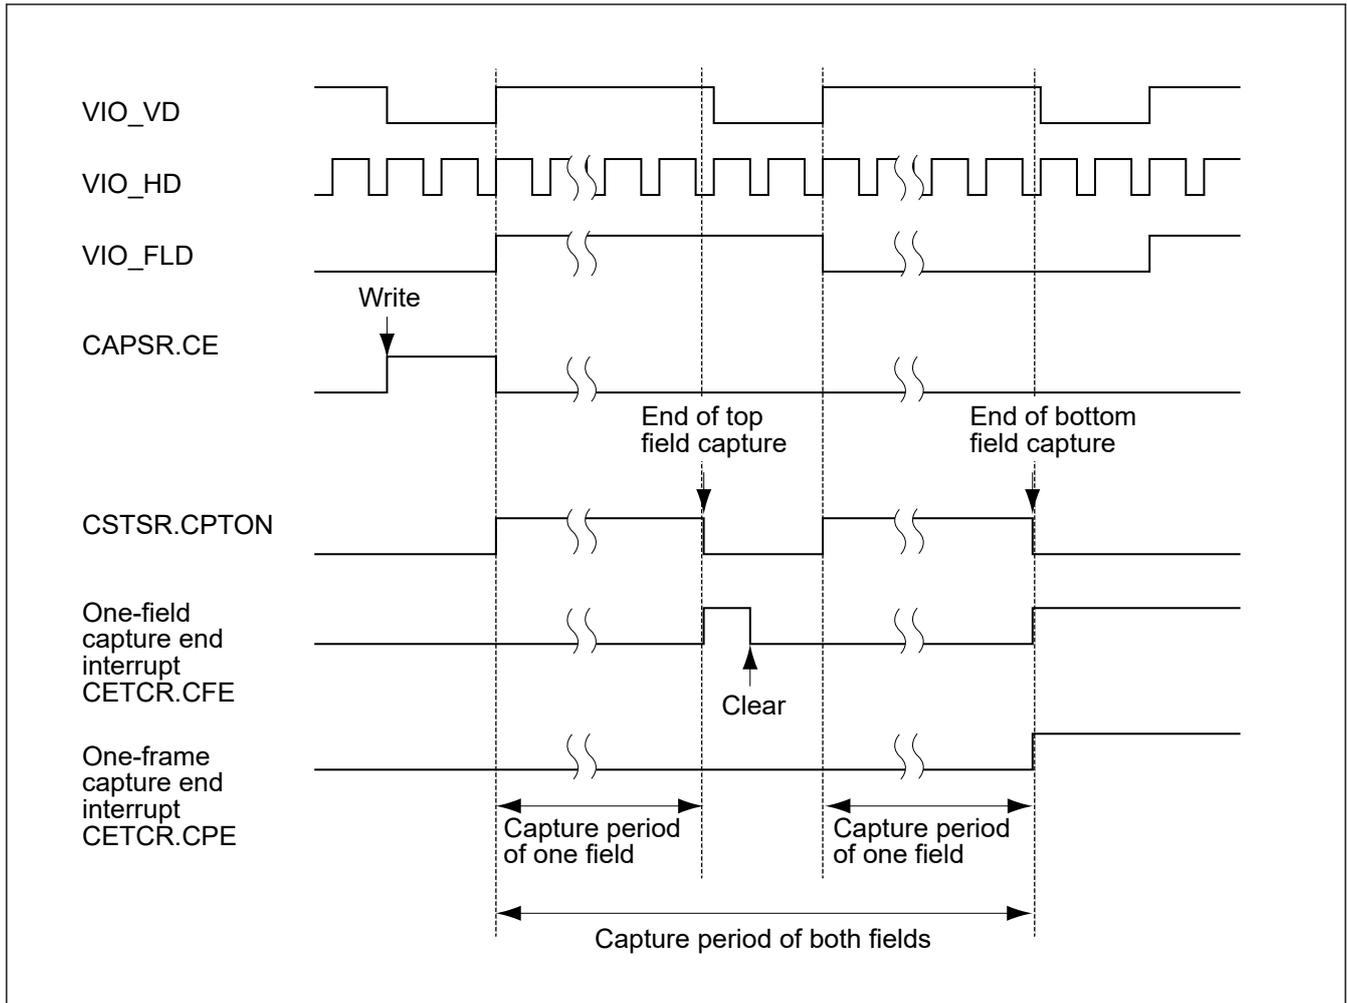 VIO_VD
VIO_HD
VIO_FLD
Write
CAPSR.CE
End of top
field capture
End of bottom
field capture
CSTSR.CPTON
One-field
capture end
interrupt
CETCR.CFE
Clear
One-frame
capture end
interrupt
CETCR.CPE
Capture period
of one field
Capture period
of one field
Capture period of both fields